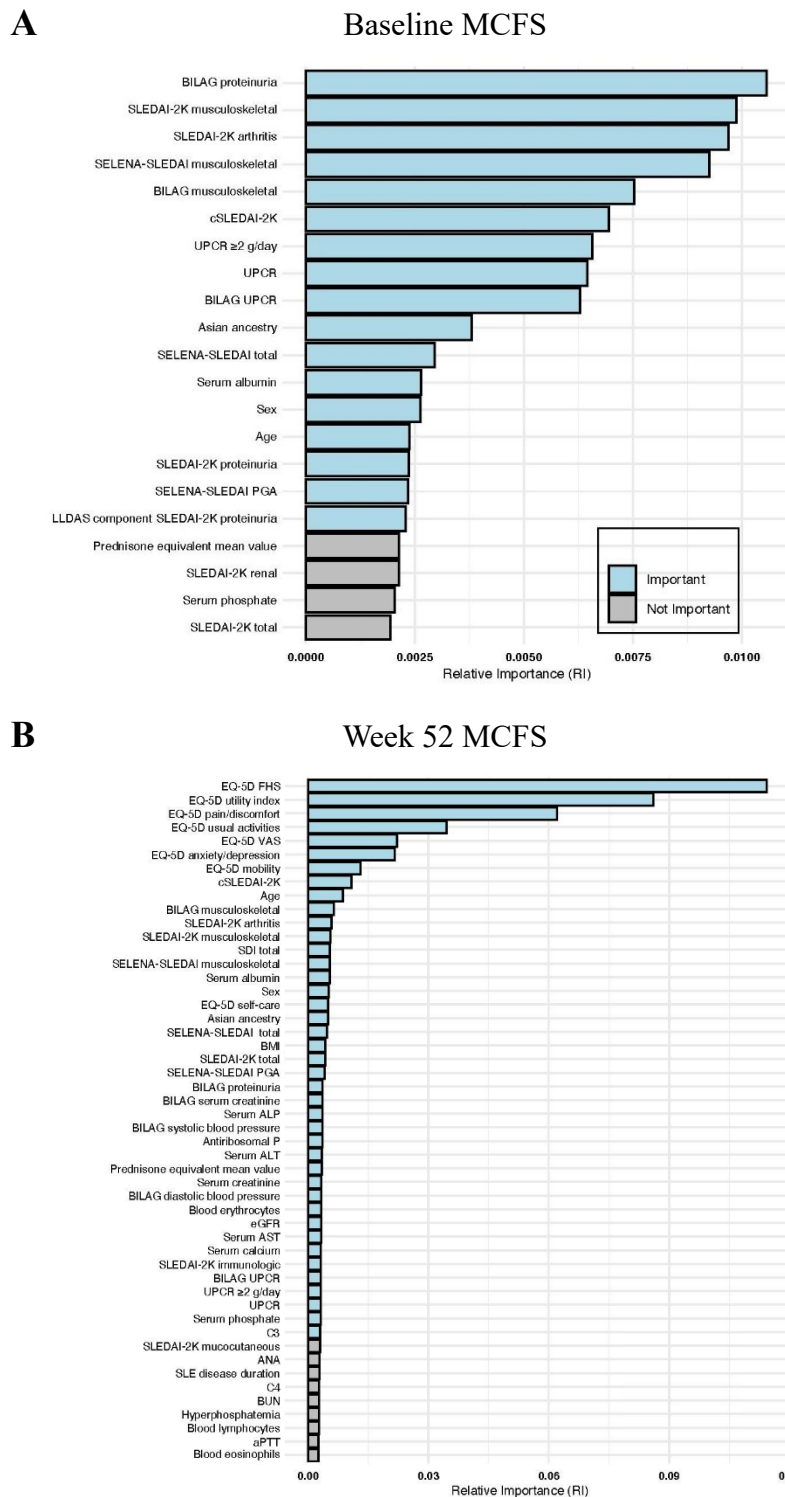 A
Baseline MCFS
BILAG proteinuria
SLEDAI-2K musculoskeletal
SLEDAI-2K arthritis
SELENA-SLEDAI musculoskeletal
BILAG musculoskeletal
cSLEDAI-2K
UPCR ≥2 g/day
UPCR
BILAG UPCR
Asian ancestry
SELENA-SLEDAI total
Serum albumin
Sex
Age
SLEDAI-2K proteinuria
SELENA-SLEDAI PGA
LLDAS component SLEDAI-2K proteinuria
Prednisone equivalent mean value
SLEDAI-2K renal
Serum phosphate
SLEDAI-2K total
Important
Not Important
0.0000 0.0025 0.0050 0.0075 0.0100
Relative Importance (RI)
B
Week 52 MCFS
EQ-5D FHS
EQ-5D utility index
EQ-5D pain/discomfort
EQ-5D usual activities
EQ-5D VAS
EQ-5D anxiety/depression
EQ-5D mobility
cSLEDAI-2K
Age
BILAG musculoskeletal
SLEDAI-2K arthritis
SLEDAI-2K musculoskeletal
SDI total
SELENA-SLEDAI musculoskeletal
Serum albumin
Sex
EQ-5D self-care
Asian ancestry
SELENA-SLEDAI total
BMI
SLEDAI-2K total
SELENA-SLEDAI PGA
BILAG proteinuria
BILAG serum creatinine
Serum ALP
BILAG systolic blood pressure
Antiribosomal P
Serum ALT
Prednisone equivalent mean value
Serum creatinine
BILAG diastolic blood pressure
Blood erythrocytes
eGFR
Serum AST
Serum calcium
SLEDAI-2K immunologic
BILAG UPCR
UPCR ≥2 g/day
UPCR
Serum phosphate
C3
SLEDAI-2K mucocutaneous
ANA
SLE disease duration
C4
BUN
Hyperphosphatemia
Blood lymphocytes
aPTT
Blood eosinophils
0.00 0.03 0.06 0.09
Relative Importance (RI)